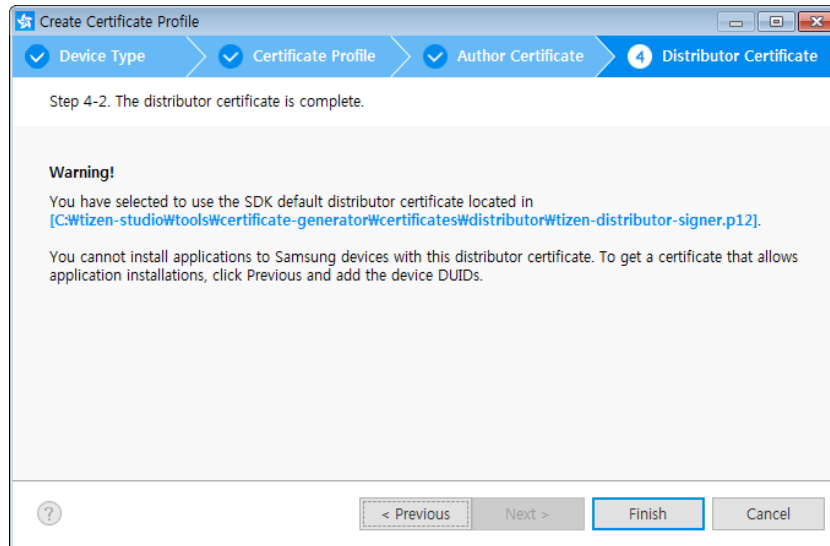 Create Certificate Profile
Device Type
Certificate Profile
Author Certificate
4 Distributor Certificate
Step 4-2. The distributor certificate is complete.
Warning!
You have selected to use the SDK default distributor certificate located in
[C:₩tizen-studio₩tools₩certificate-generator₩certificates₩distributor₩tizen-distributor-signer.p12].
You cannot install applications to Samsung devices with this distributor certificate. To get a certificate that allows
application installations, click Previous and add the device DUIDs.
?
< Previous
Next >
Finish
Cancel